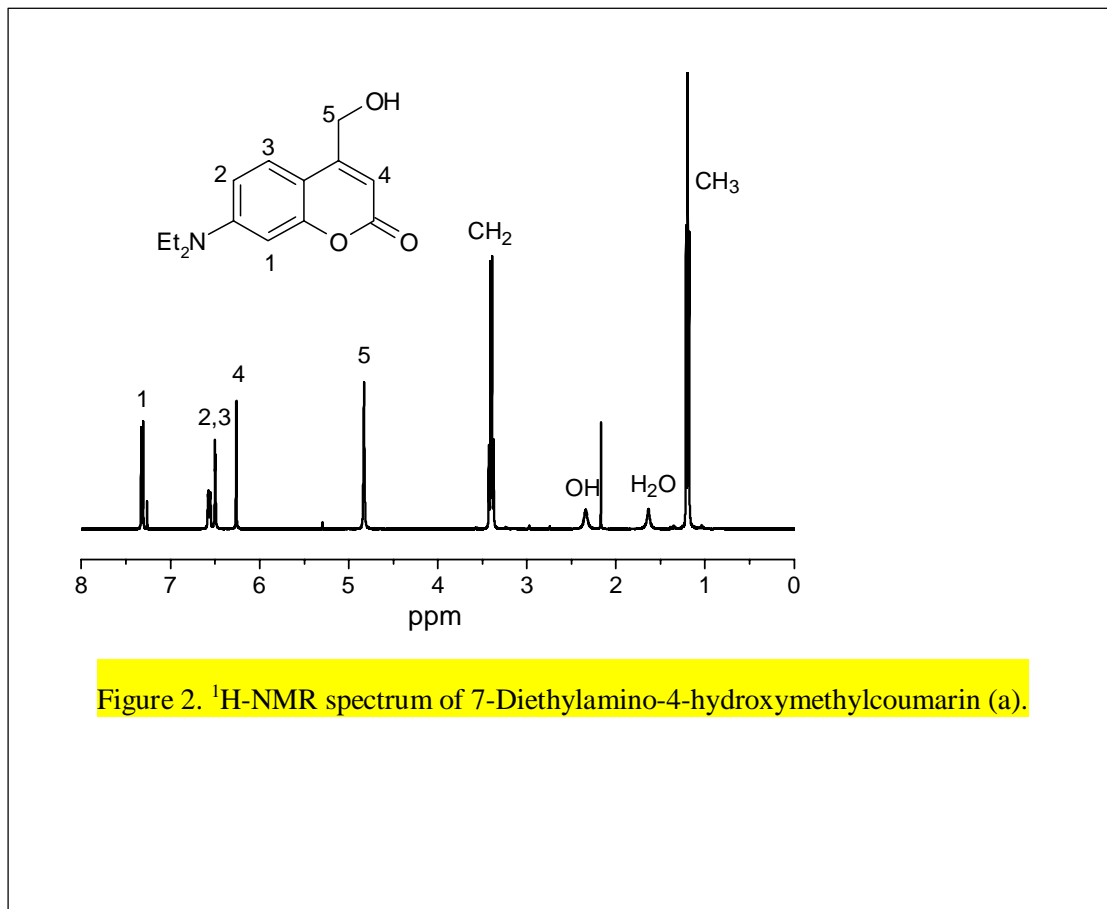 OH
5
3
2
4
Et₂N
O
O
1
CH₃
CH₂
5
4
1
2,3
OH
H₂O
8 7 6 5 4 3 2 1 0
ppm
Figure 2. ¹H-NMR spectrum of 7-Diethylamino-4-hydroxymethylcoumarin (a).